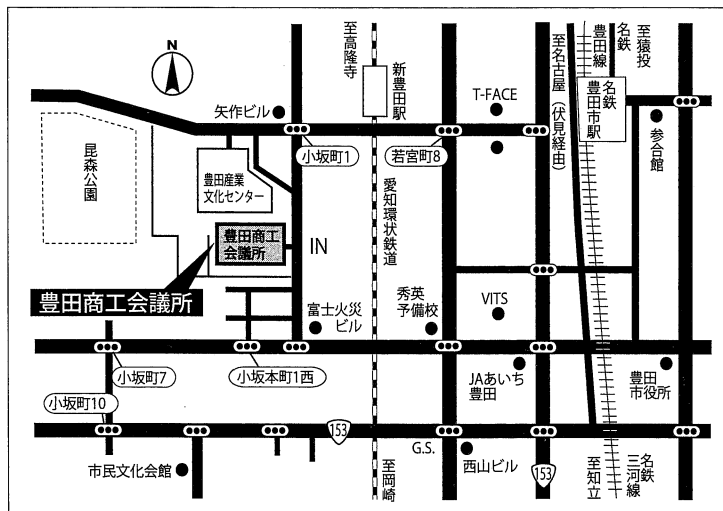 N
至高隆寺
新豊田駅
矢作ビル
T-FACE
至名古屋（伏見経由）
名鉄
豊田線
至猿投
名鉄
豊田市駅
参合館
小坂町1
若宮町8
昆森公園
豊田産業
文化センター
愛知環状鉄道
豊田商工
会議所
IN
豊田商工会議所
富士火災
ビル
秀英
予備校
VITS
小坂町7
小坂本町1西
JAあいち
豊田
豊田
市役所
小坂町10
153
市民文化会館
至岡崎
G.S.
西山ビル
153
至知立
名鉄
三河線